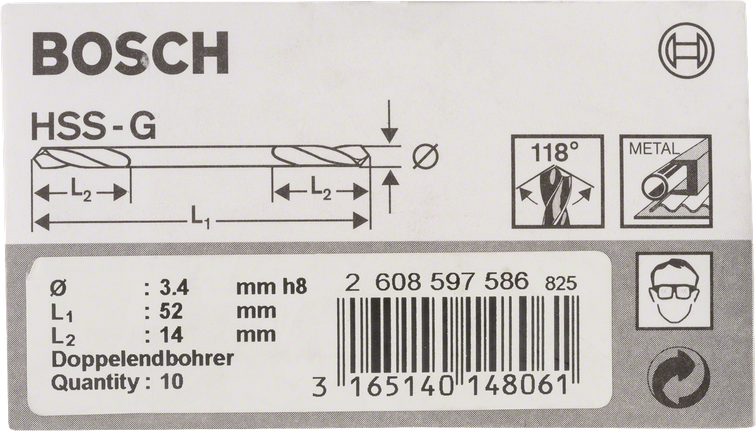 BOSCH
HSS-G
L2
L2
L1
Ø
118°
METAL
Ø : 3.4 mm h8
L1 : 52 mm
L2 : 14 mm
Doppelendbohrer
Quantity : 10
2 608 597 586 825
3 165140 148061